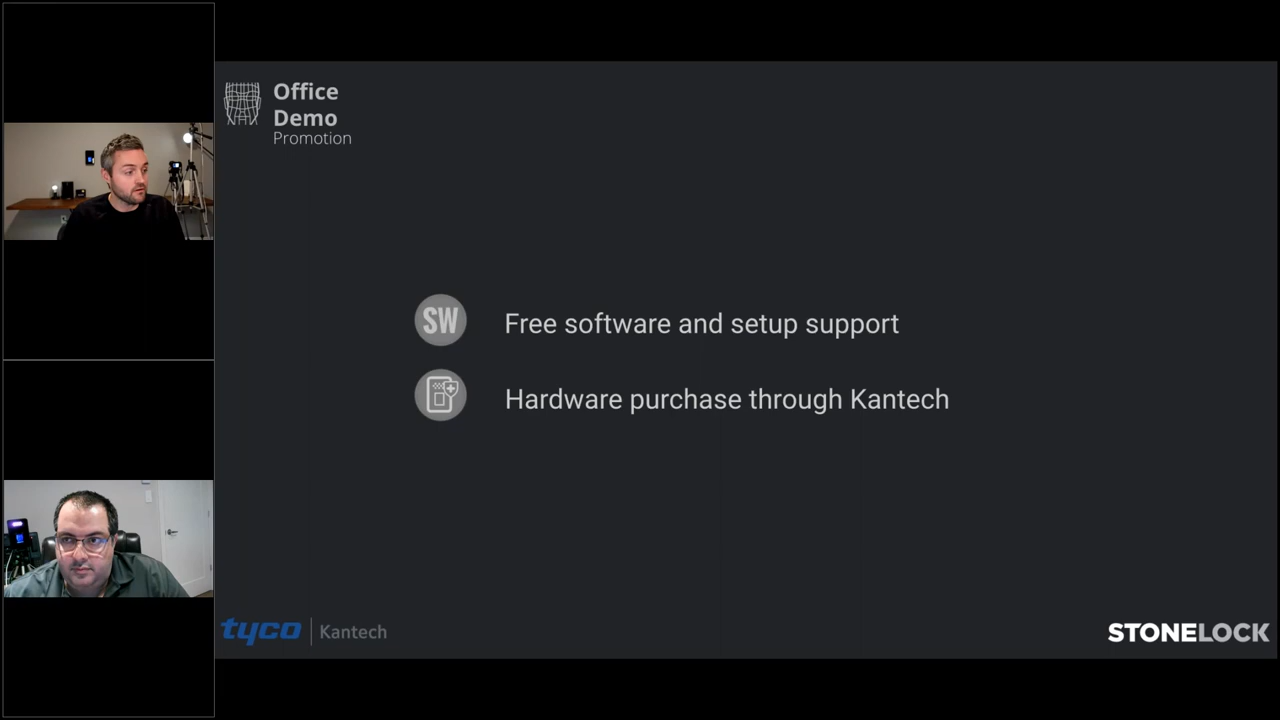 Office
Demo
Promotion
SW
Free software and setup support
Hardware purchase through Kantech
tyco
Kantech
STONELOCK